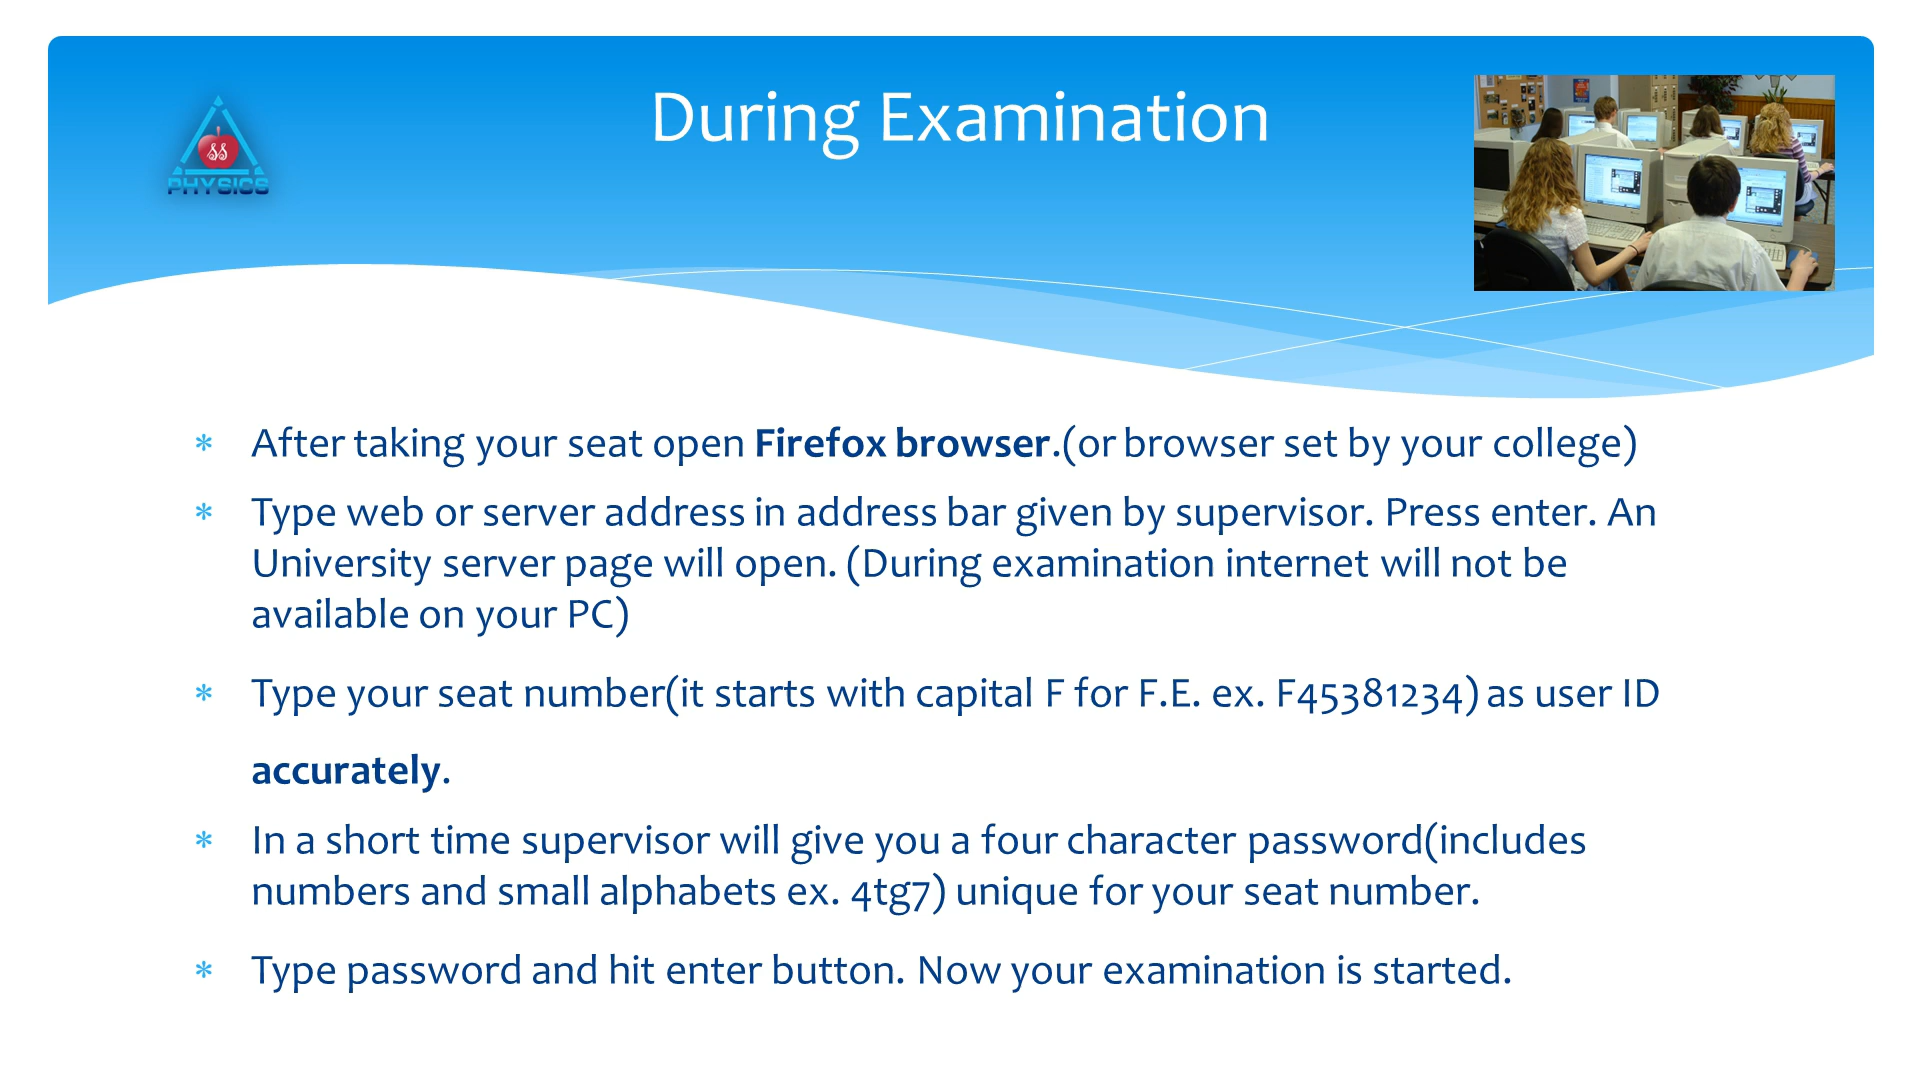 During Examination
SS
PHYSICS
* After taking your seat open Firefox browser.(or browser set by your college)
* Type web or server address in address bar given by supervisor. Press enter. An
University server page will open. (During examination internet will not be
available on your PC)
* Type your seat number(it starts with capital F for F.E. ex. F45381234) as user ID
accurately.
* In a short time supervisor will give you a four character password(includes
numbers and small alphabets ex. 4tg7) unique for your seat number.
* Type password and hit enter button. Now your examination is started.